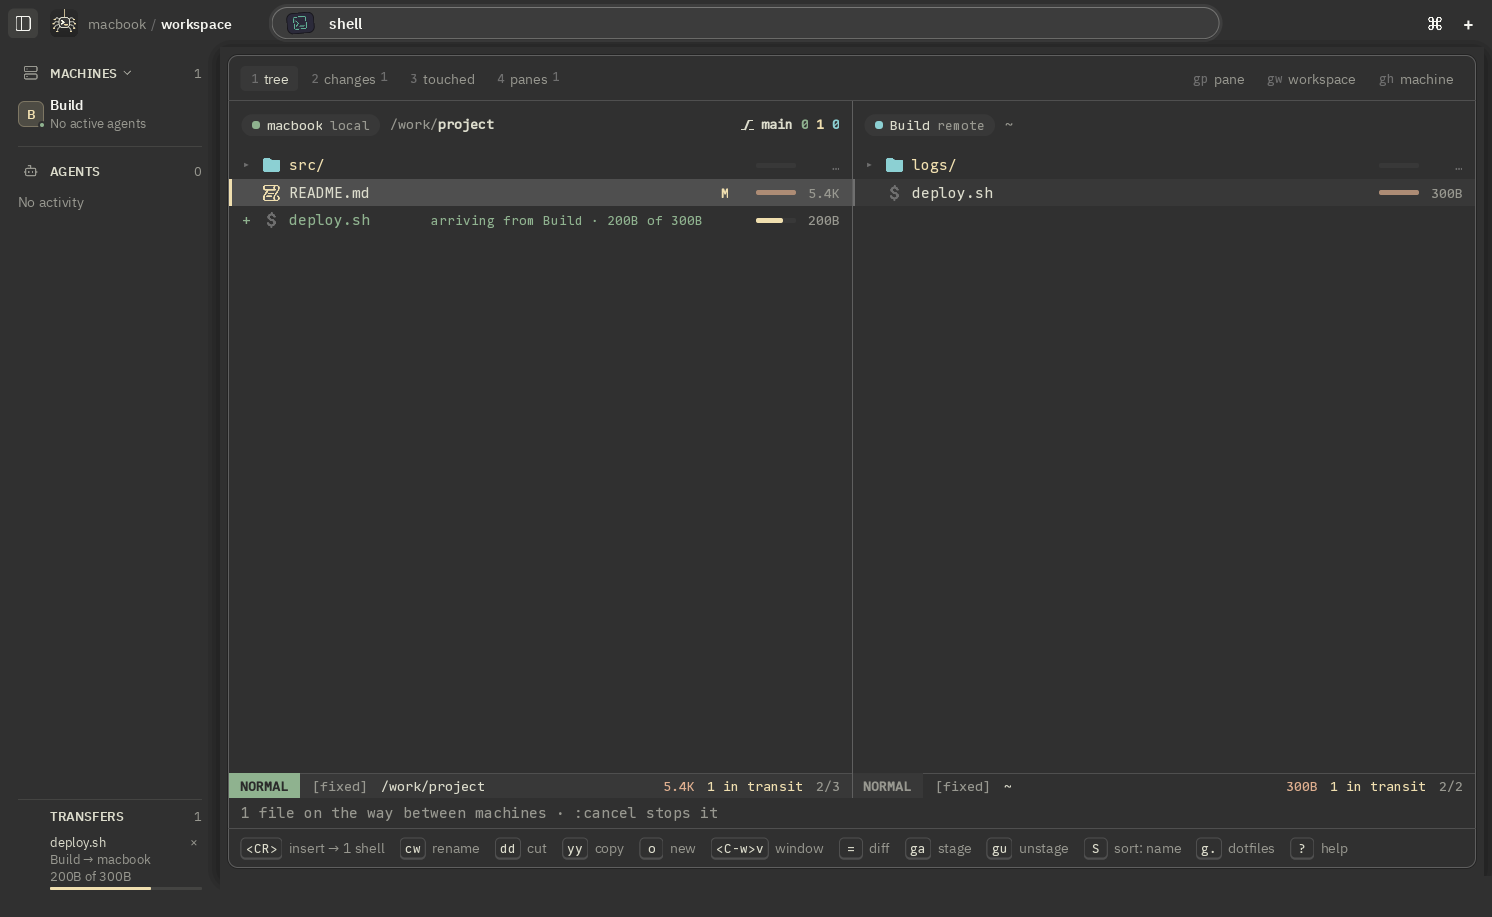 macbook / workspace
shell
⌘ +
MACHINES 1
B Build
No active agents
AGENTS 0
No activity
1 tree 2 changes 1 3 touched 4 panes 1
gp pane gw workspace gh machine
macbook local /work/project main 0 1 0
▸ src/ …
README.md M 5.4K
+ $ deploy.sh arriving from Build · 200B of 300B 200B
Build remote ~
▸ logs/ …
$ deploy.sh 300B
NORMAL [fixed] /work/project 5.4K 1 in transit 2/3
NORMAL [fixed] ~ 300B 1 in transit 2/2
1 file on the way between machines · :cancel stops it
<CR> insert → 1 shell cw rename dd cut yy copy o new <C-w>v window = diff ga stage gu unstage S sort: name g. dotfiles ? help
TRANSFERS 1
deploy.sh ×
Build → macbook
200B of 300B